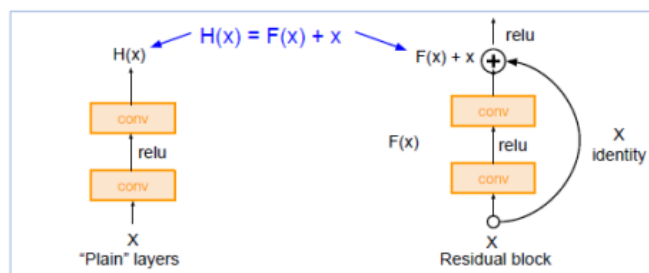 H(x) = F(x) + x
H(x)
conv
relu
conv
X
"Plain" layers
relu
F(x) + x
conv
F(x)
relu
conv
X
identity
X
Residual block